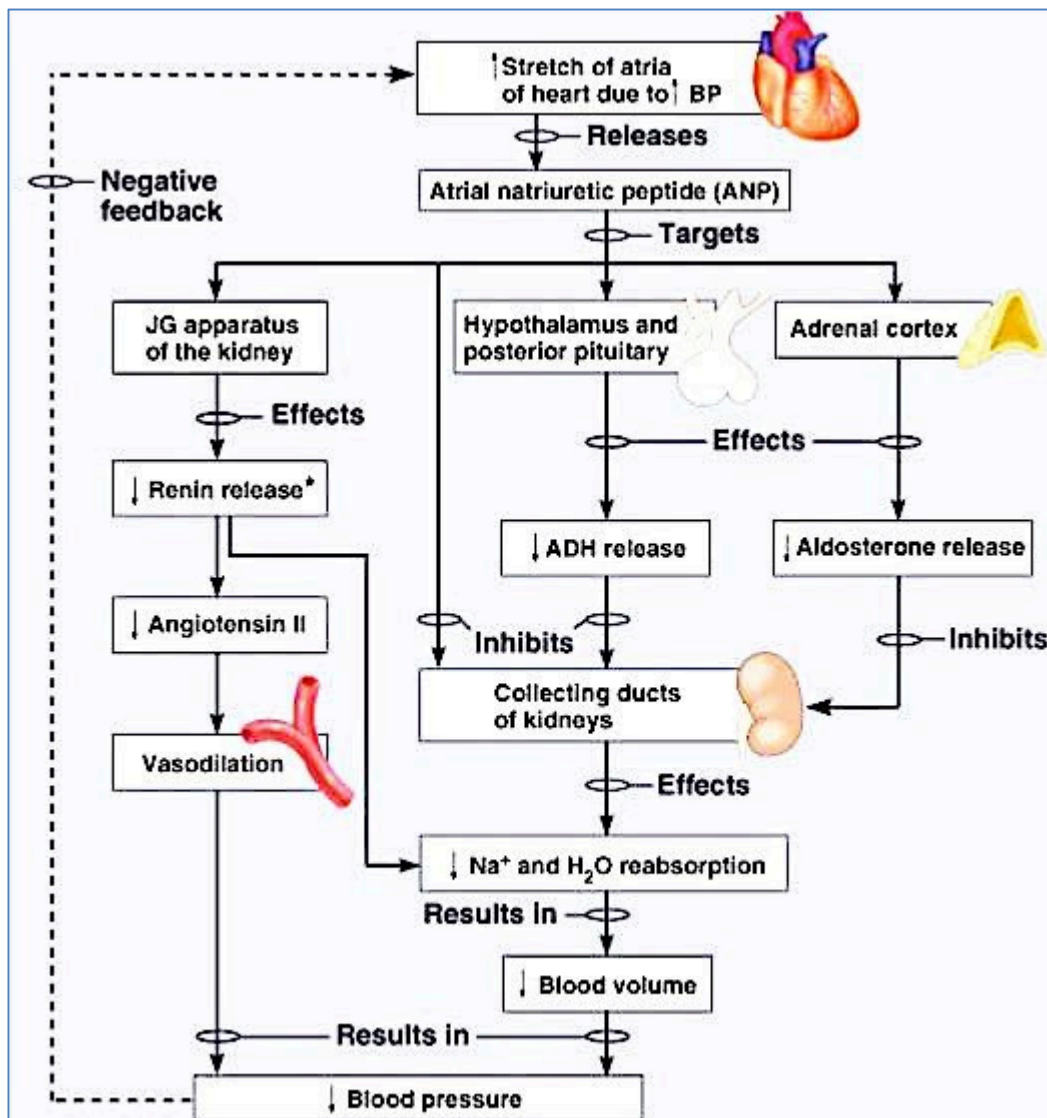 ↑Stretch of atria
of heart due to↑ BP
Releases
Negative
feedback
Atrial natriuretic peptide (ANP)
Targets
JG apparatus
of the kidney
Hypothalamus and
posterior pituitary
Adrenal cortex
Effects
Effects
↓ Renin release*
↓ ADH release
↓ Aldosterone release
↓ Angiotensin II
Inhibits
Inhibits
Collecting ducts
of kidneys
Vasodilation
Effects
↓ Na⁺ and H₂O reabsorption
Results in
↓ Blood volume
Results in
↓ Blood pressure